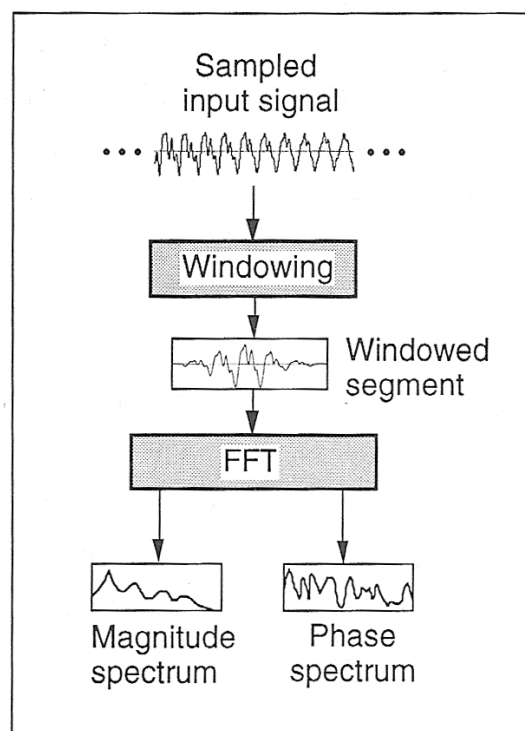 Sampled
input signal
Windowing
Windowed
segment
FFT
Magnitude
spectrum
Phase
spectrum